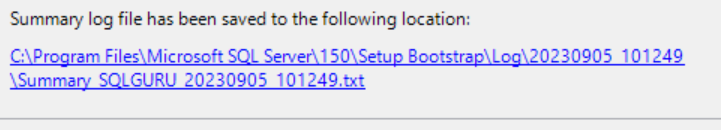 Summary log file has been saved to the following location:
C:\Program Files\Microsoft SQL Server\150\Setup Bootstrap\Log\20230905_101249
\Summary_SQLGURU_20230905_101249.txt